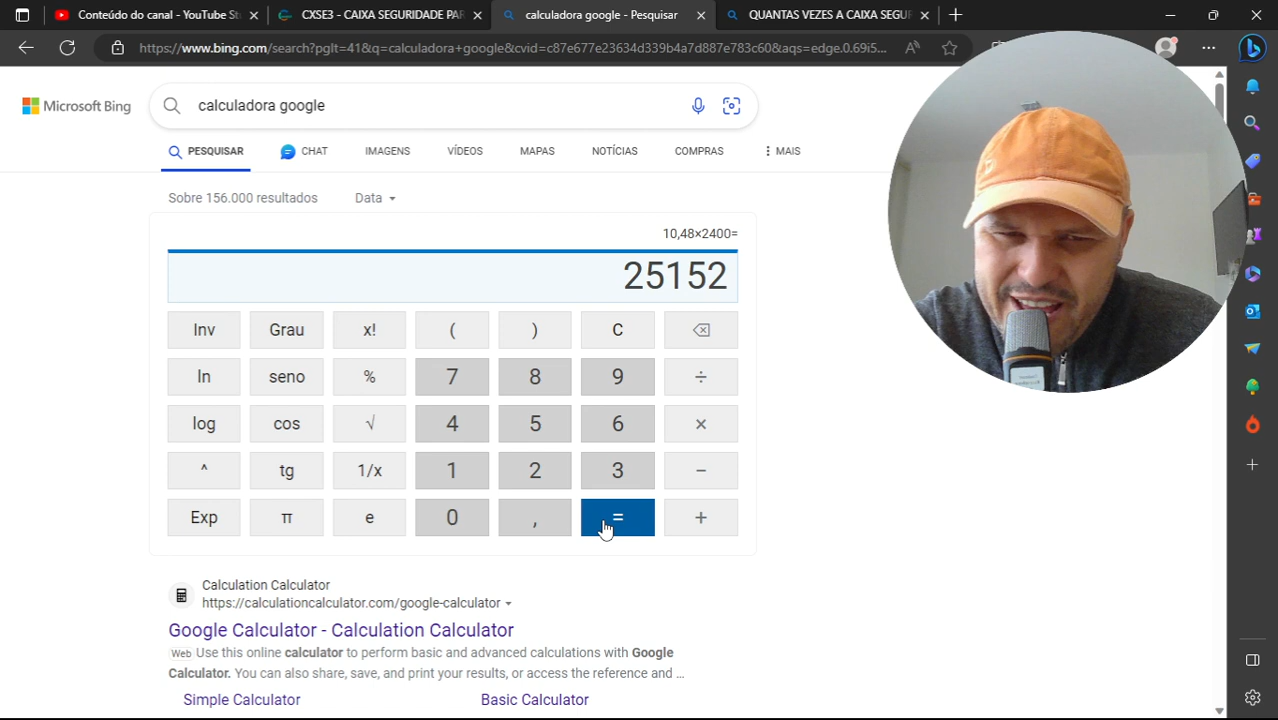 Conteúdo do canal - YouTube St
CXSE3 - CAIXA SEGURIDADE PAR
calculadora google - Pesquisar
QUANTAS VEZES A CAIXA SEGU
https://www.bing.com/search?pglt=41&q=calculadora+google&cvid=c87e677e23634d339b4a7d887e783c60&aqs=edge.0.69i5...
Microsoft Bing
calculadora google
PESQUISAR
CHAT
IMAGENS
VÍDEOS
MAPAS
NOTÍCIAS
COMPRAS
MAIS
Sobre 156.000 resultados
Data
10,48×2400=
25152
Inv Grau x! ( ) C
ln seno % 7 8 9 ÷
log cos √ 4 5 6 ×
^ tg 1/x 1 2 3 −
Exp π e 0 , = +
Calculation Calculator
https://calculationcalculator.com/google-calculator
Google Calculator - Calculation Calculator
Web Use this online calculator to perform basic and advanced calculations with Google
Calculator. You can also share, save, and print your results, or access the reference and ...
Simple Calculator
Basic Calculator